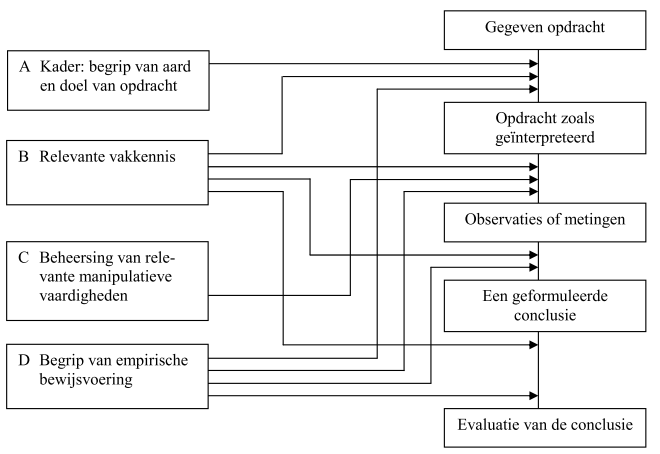 Gegeven opdracht
A Kader: begrip van aard
en doel van opdracht
Opdracht zoals
geïnterpreteerd
B Relevante vakkennis
Observaties of metingen
C Beheersing van rele-
vante manipulatieve
vaardigheden
Een geformuleerde
conclusie
D Begrip van empirische
bewijsvoering
Evaluatie van de conclusie